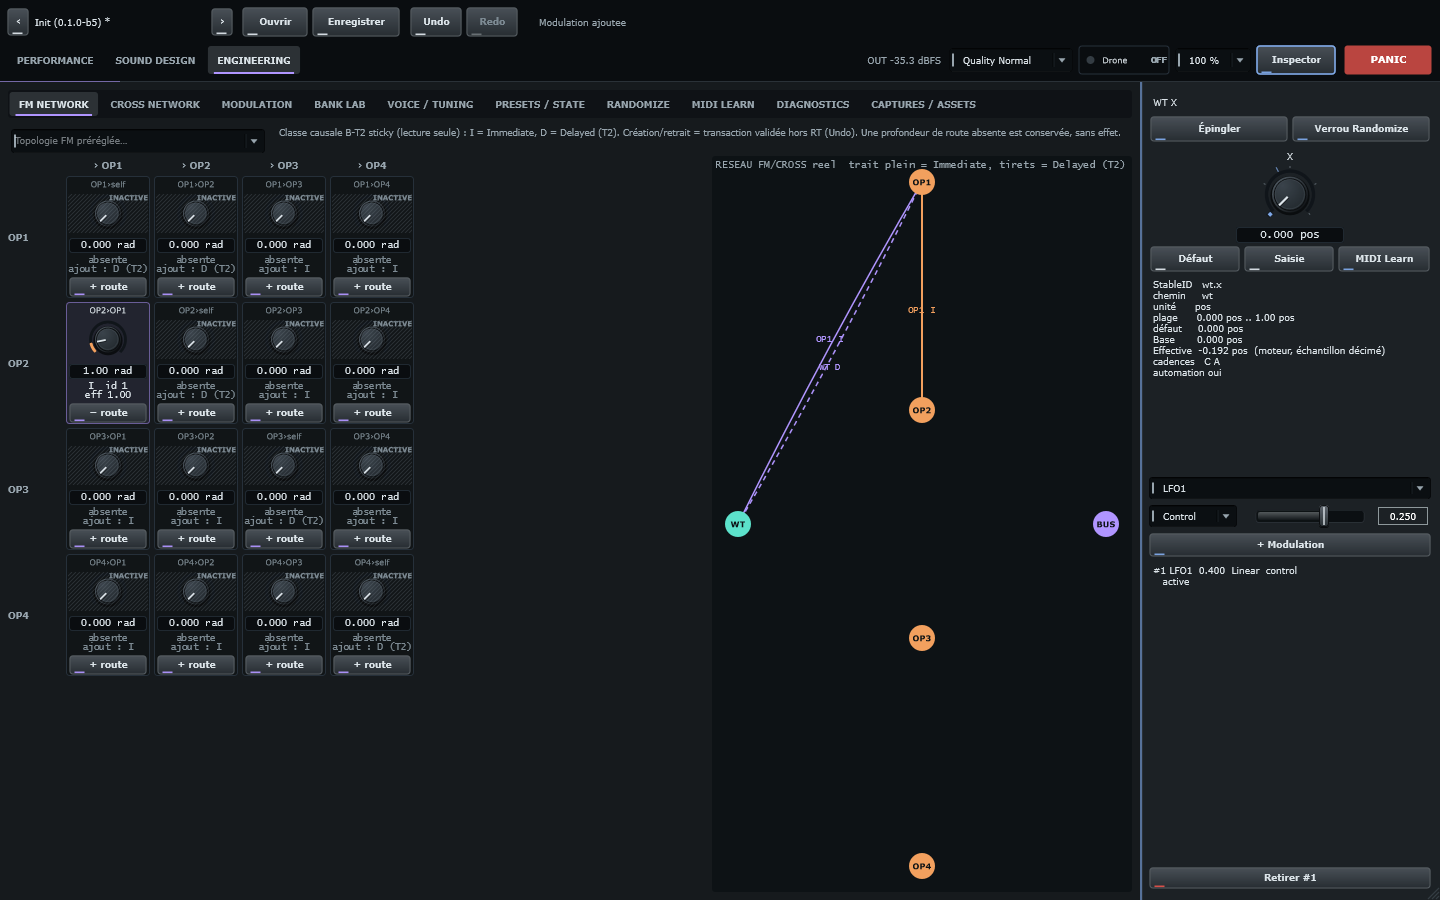 ‹ Init (0.1.0-b5) * › Ouvrir Enregistrer Undo Redo Modulation ajoutee
PERFORMANCE SOUND DESIGN ENGINEERING OUT -35.3 dBFS Quality Normal Drone OFF 100 % Inspector PANIC
FM NETWORK CROSS NETWORK MODULATION BANK LAB VOICE / TUNING PRESETS / STATE RANDOMIZE MIDI LEARN DIAGNOSTICS CAPTURES / ASSETS
Topologie FM préréglée... Classe causale B-T2 sticky (lecture seule) : I = Immediate, D = Delayed (T2). Création/retrait = transaction validée hors RT (Undo). Une profondeur de route absente est conservée, sans effet.
› OP1 › OP2 › OP3 › OP4
OP1
OP1›self OP1›OP2 OP1›OP3 OP1›OP4
INACTIVE INACTIVE INACTIVE INACTIVE
0.000 rad 0.000 rad 0.000 rad 0.000 rad
absente absente absente absente
ajout : D (T2) ajout : D (T2) ajout : I ajout : I
+ route + route + route + route
OP2
OP2›OP1 OP2›self OP2›OP3 OP2›OP4
INACTIVE INACTIVE INACTIVE
1.00 rad 0.000 rad 0.000 rad 0.000 rad
I id 1 absente absente absente
eff 1.00 ajout : D (T2) ajout : I ajout : I
− route + route + route + route
OP3
OP3›OP1 OP3›OP2 OP3›self OP3›OP4
INACTIVE INACTIVE INACTIVE INACTIVE
0.000 rad 0.000 rad 0.000 rad 0.000 rad
absente absente absente absente
ajout : I ajout : I ajout : D (T2) ajout : I
+ route + route + route + route
OP4
OP4›OP1 OP4›OP2 OP4›OP3 OP4›self
INACTIVE INACTIVE INACTIVE INACTIVE
0.000 rad 0.000 rad 0.000 rad 0.000 rad
absente absente absente absente
ajout : I ajout : I ajout : I ajout : D (T2)
+ route + route + route + route
RESEAU FM/CROSS reel trait plein = Immediate, tirets = Delayed (T2)
OP1
OP1 I
OP1 I
WT D
OP2
WT
BUS
OP3
OP4
WT X
Épingler Verrou Randomize
X
0.000 pos
Défaut Saisie MIDI Learn
StableID wt.x
chemin wt
unité pos
plage 0.000 pos .. 1.00 pos
défaut 0.000 pos
Base 0.000 pos
Effective -0.192 pos (moteur, échantillon décimé)
cadences C A
automation oui
LFO1
Control 0.250
+ Modulation
#1 LFO1 0.400 Linear control
active
Retirer #1